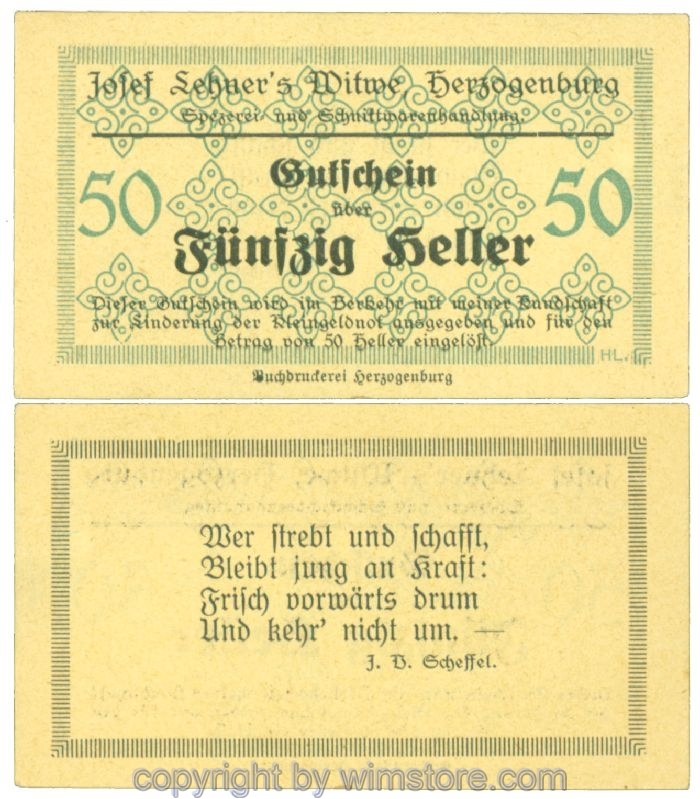 Josef Lehner's Witwe, Herzogenburg
Spezerei- und Schnittwarenhandlung.
50 Gutschein 50
über
Fünfzig Heller
Dieser Gutschein wird im Verkehr mit meiner Kundschaft
zur Linderung der Kleingeldnot ausgegeben und für den
Betrag von 50 Heller eingelöst.
HL.
Buchdruckerei Herzogenburg
Wer strebt und schafft,
Bleibt jung an Kraft:
Frisch vorwärts drum
Und kehr' nicht um. —
J. V. Scheffel.
copyright by wimstore.com